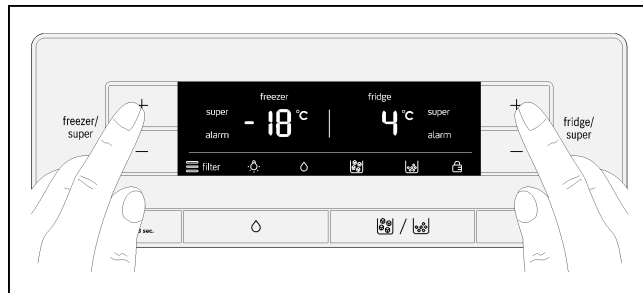 freezer
fridge
super
-18 °C
4 °C
super
alarm
alarm
freezer/
super
+
+
fridge/
super
−
−
filter
sec.
/